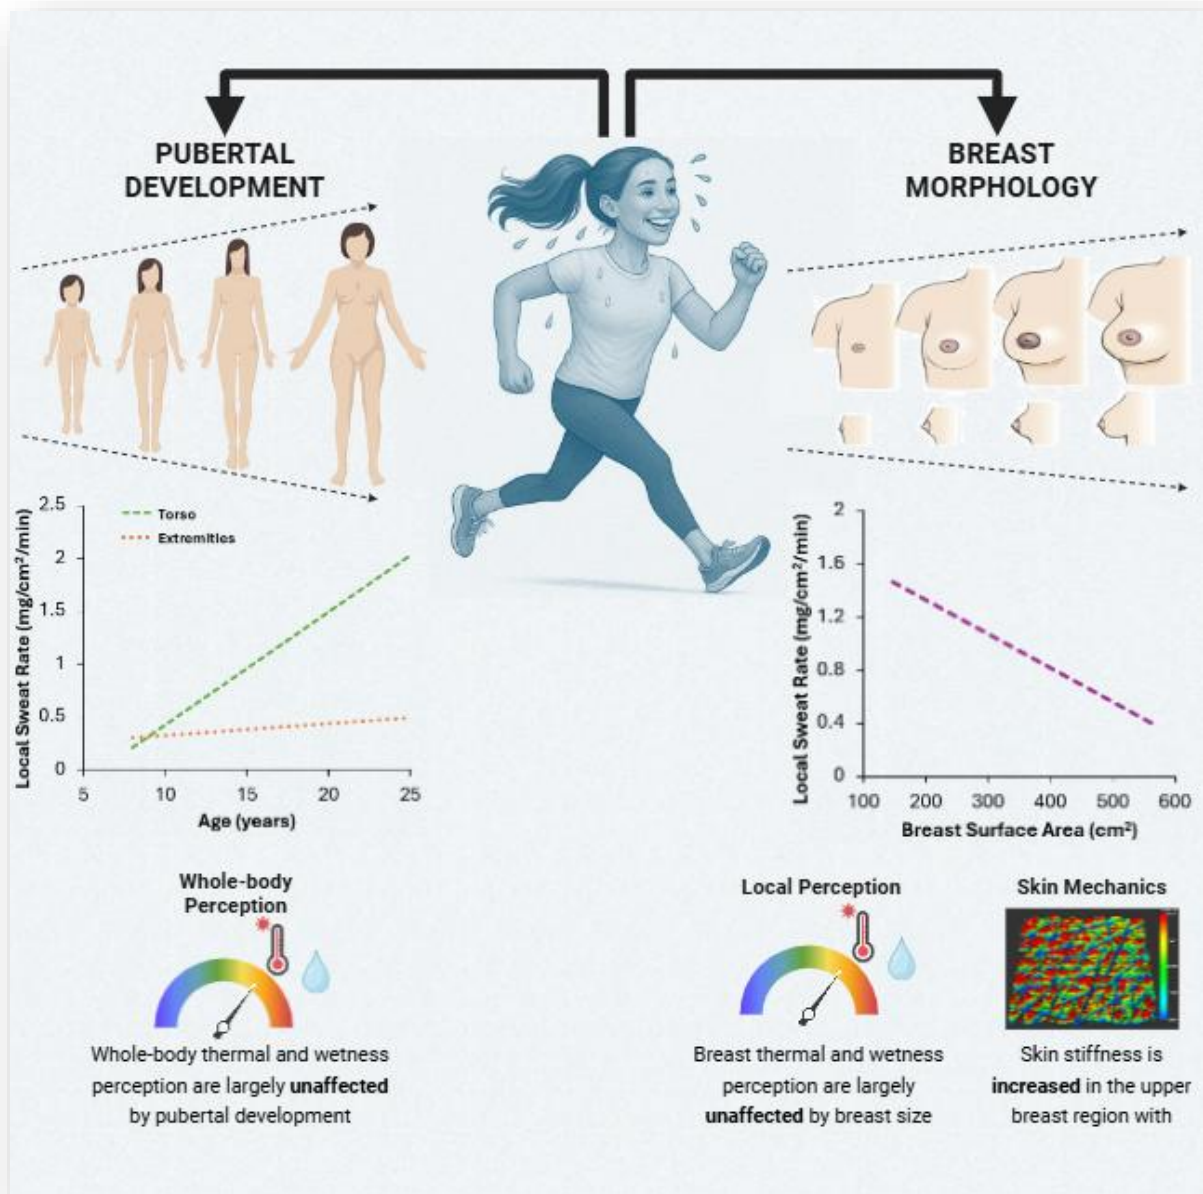 PUBERTAL
DEVELOPMENT
BREAST
MORPHOLOGY
2.5
2
1.5
1
0.5
0
Local Sweat Rate (mg/cm²/min)
Torso
Extremities
5
10
15
20
25
Age (years)
2
1.6
1.2
0.8
0.4
0
Local Sweat Rate (mg/cm²/min)
100
200
300
400
500
600
Breast Surface Area (cm²)
Whole-body
Perception
Whole-body thermal and wetness
perception are largely unaffected
by pubertal development
Local Perception
Breast thermal and wetness
perception are largely
unaffected by breast size
Skin Mechanics
Skin stiffness is
increased in the upper
breast region with